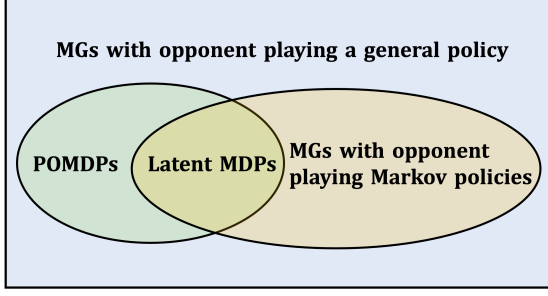 MGs with opponent playing a general policy
POMDPs
Latent MDPs
MGs with opponent
playing Markov policies